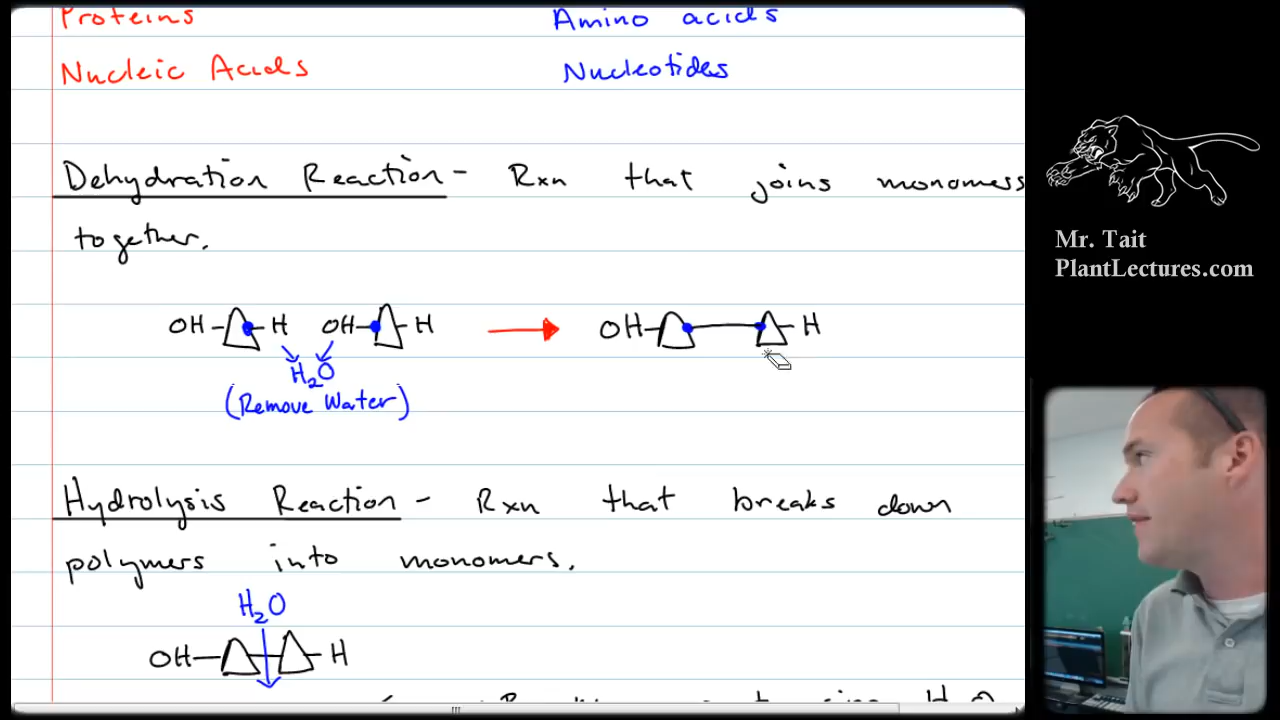 Proteins Amino acids
Nucleic Acids Nucleotides
Dehydration Reaction - Rxn that joins monomers
together.
OH H OH H OH H
H2O
(Remove Water)
Hydrolysis Reaction - Rxn that breaks down
polymers into monomers.
H2O
OH H
Mr. Tait
PlantLectures.com